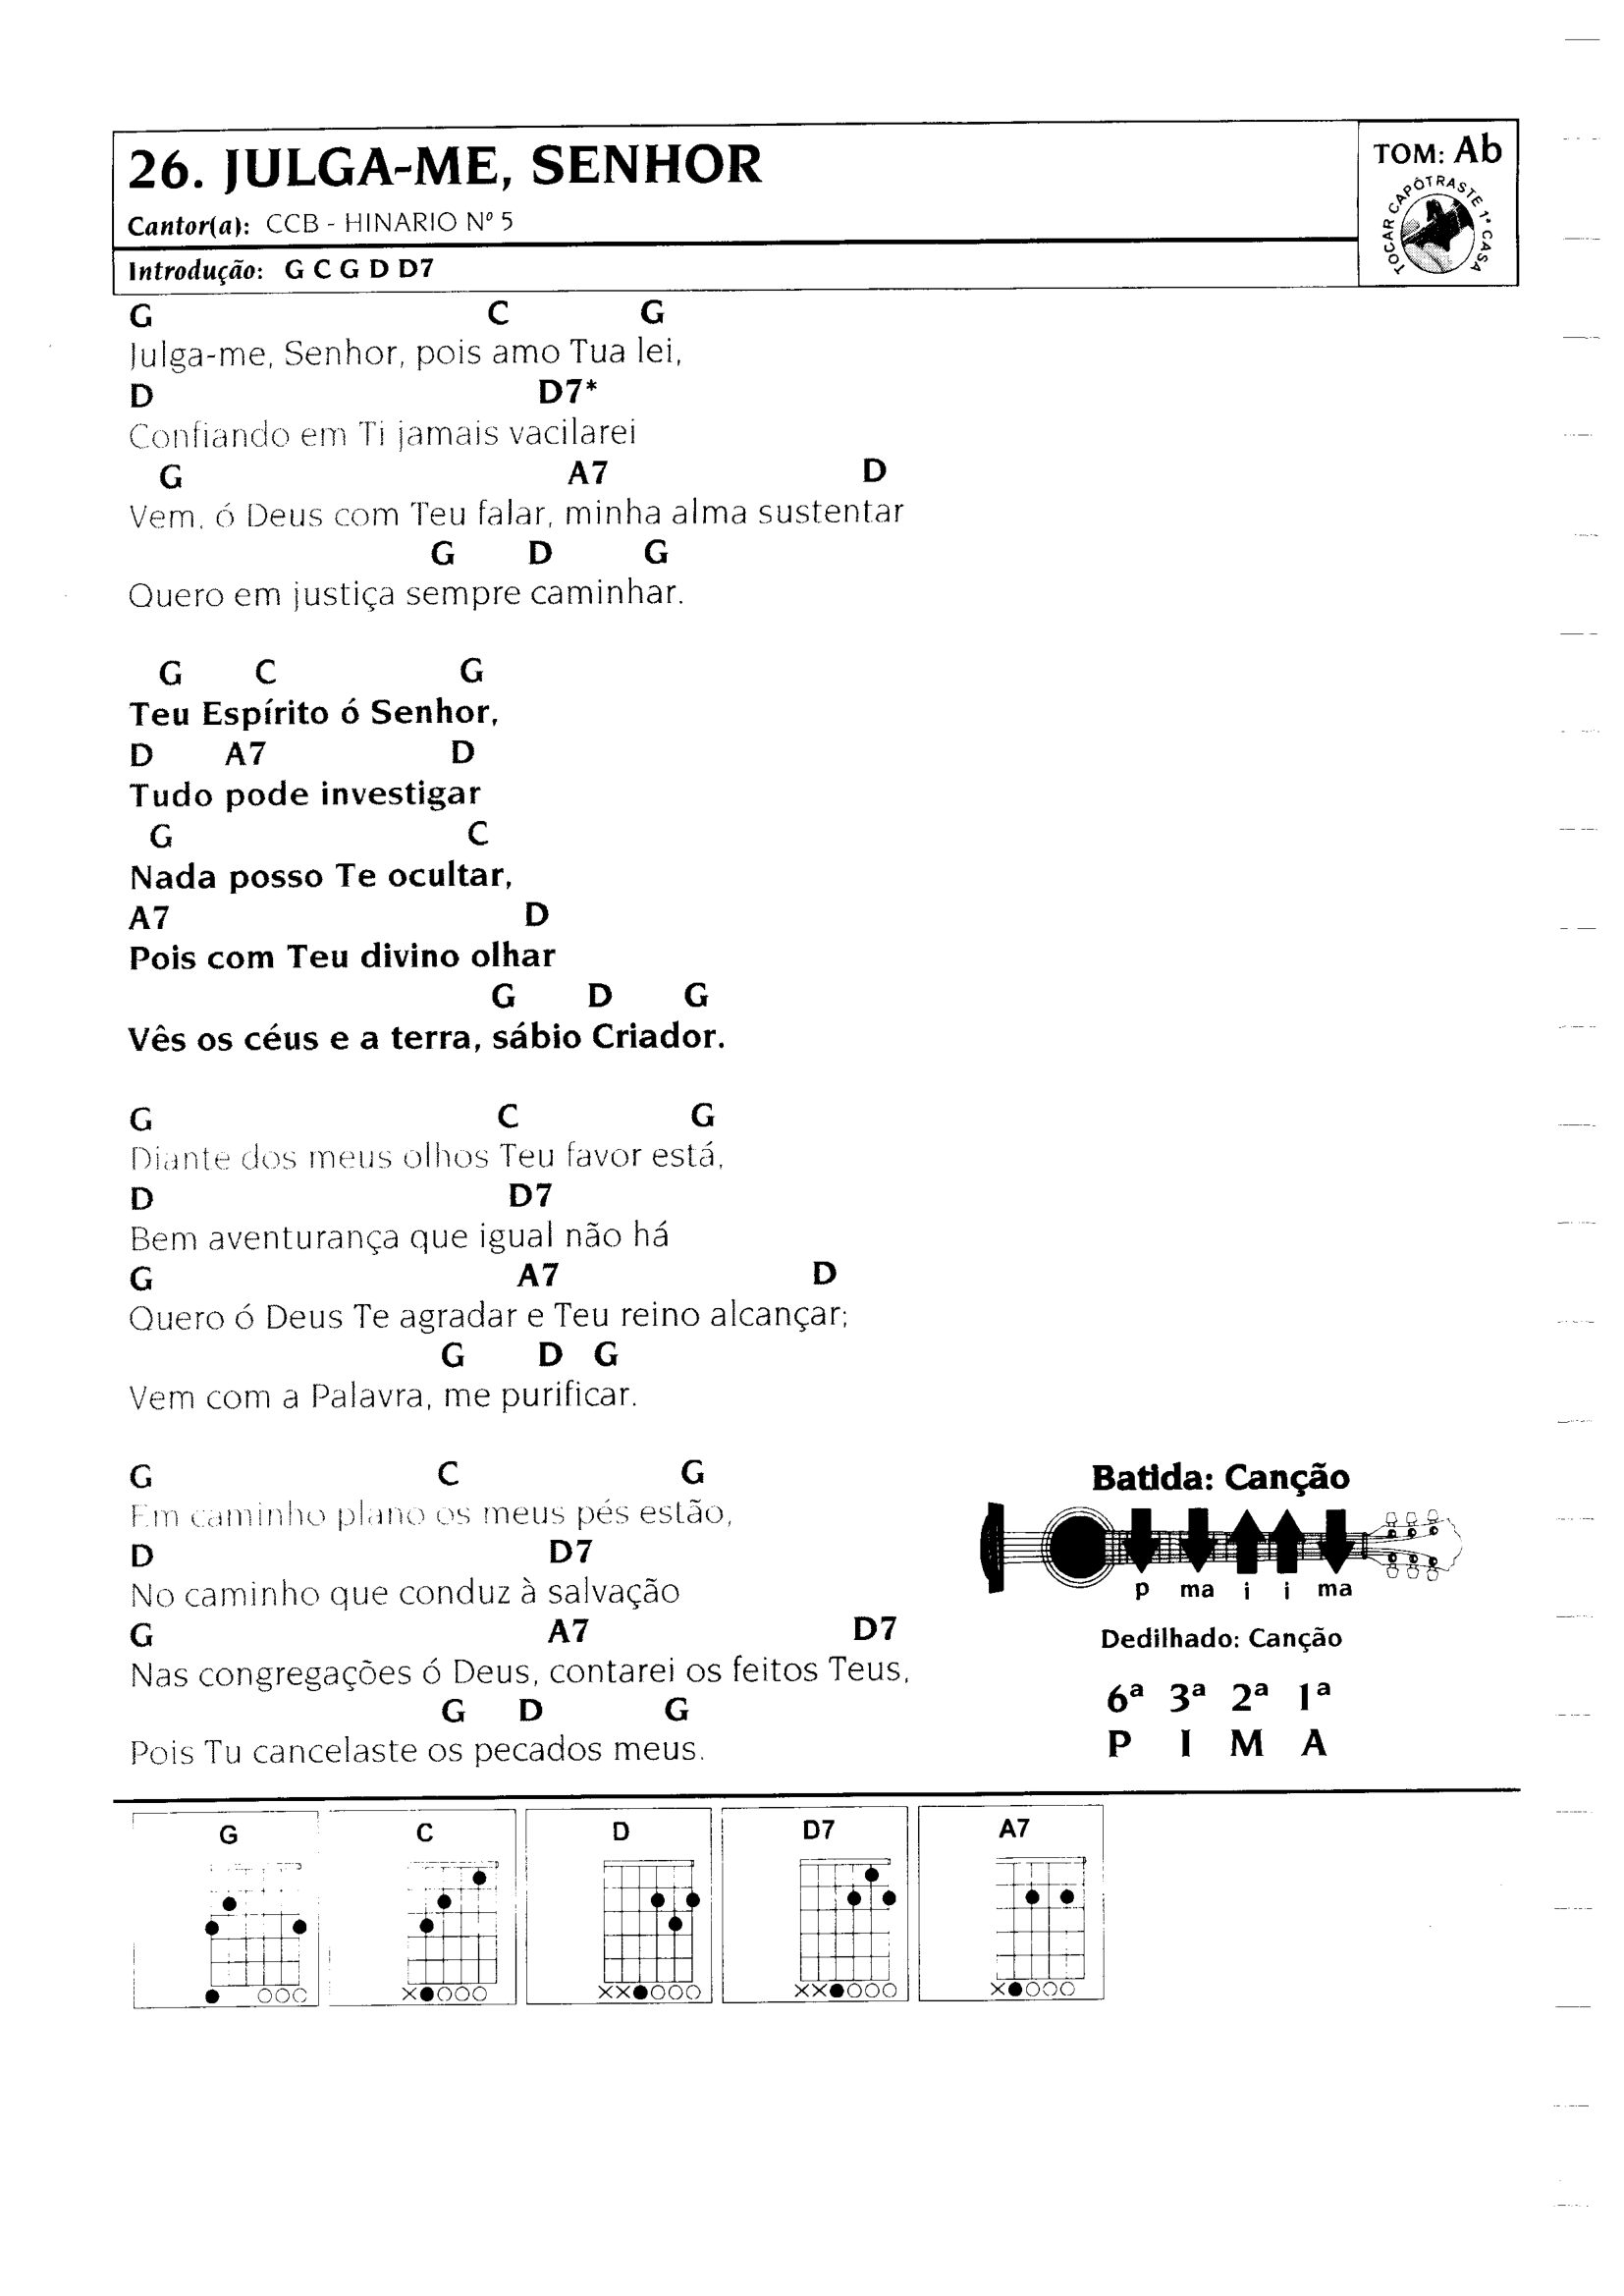 26. JULGA-ME, SENHOR
Cantor(a): CCB - HINARIO Nº 5
Introdução: G C G D D7
TOM: Ab
TOCAR CAPÔTRASTE 1ª CASA
G C G
Julga-me, Senhor, pois amo Tua lei,
D D7*
Confiando em Ti jamais vacilarei
G A7 D
Vem, ó Deus com Teu falar, minha alma sustentar
G D G
Quero em justiça sempre caminhar.
G C G
Teu Espírito ó Senhor,
D A7 D
Tudo pode investigar
G C
Nada posso Te ocultar,
A7 D
Pois com Teu divino olhar
G D G
Vês os céus e a terra, sábio Criador.
G C G
Diante dos meus olhos Teu favor está,
D D7
Bem aventurança que igual não há
G A7 D
Quero ó Deus Te agradar e Teu reino alcançar;
G D G
Vem com a Palavra, me purificar.
G C G
Em caminho plano os meus pés estão,
D D7
No caminho que conduz à salvação
G A7 D7
Nas congregações ó Deus, contarei os feitos Teus,
G D G
Pois Tu cancelaste os pecados meus.
Batida: Canção
p ma i i ma
Dedilhado: Canção
6ª 3ª 2ª 1ª
P I M A
G C D D7 A7